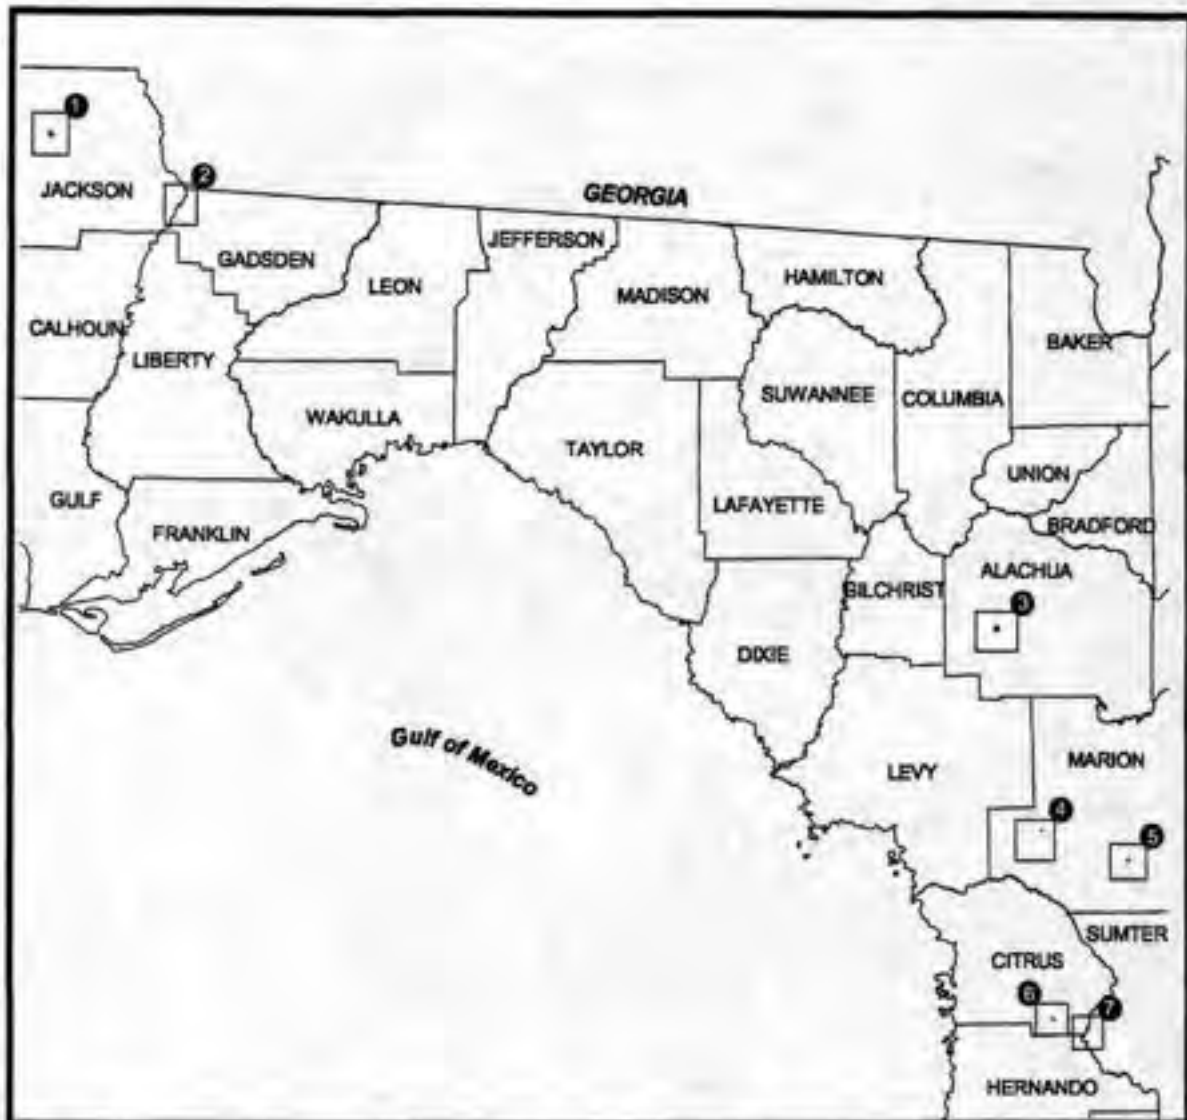 1
JACKSON
2
GEORGIA
GADSDEN
JEFFERSON
LEON
MADISON
HAMILTON
CALHOUN
LIBERTY
BAKER
WAKULLA
SUWANNEE
COLUMBIA
TAYLOR
UNION
GULF
LAFAYETTE
FRANKLIN
BRADFORD
ALACHUA
GILCHRIST
3
DIXIE
Gulf of Mexico
LEVY
MARION
4
5
SUMTER
CITRUS
6
7
HERNANDO